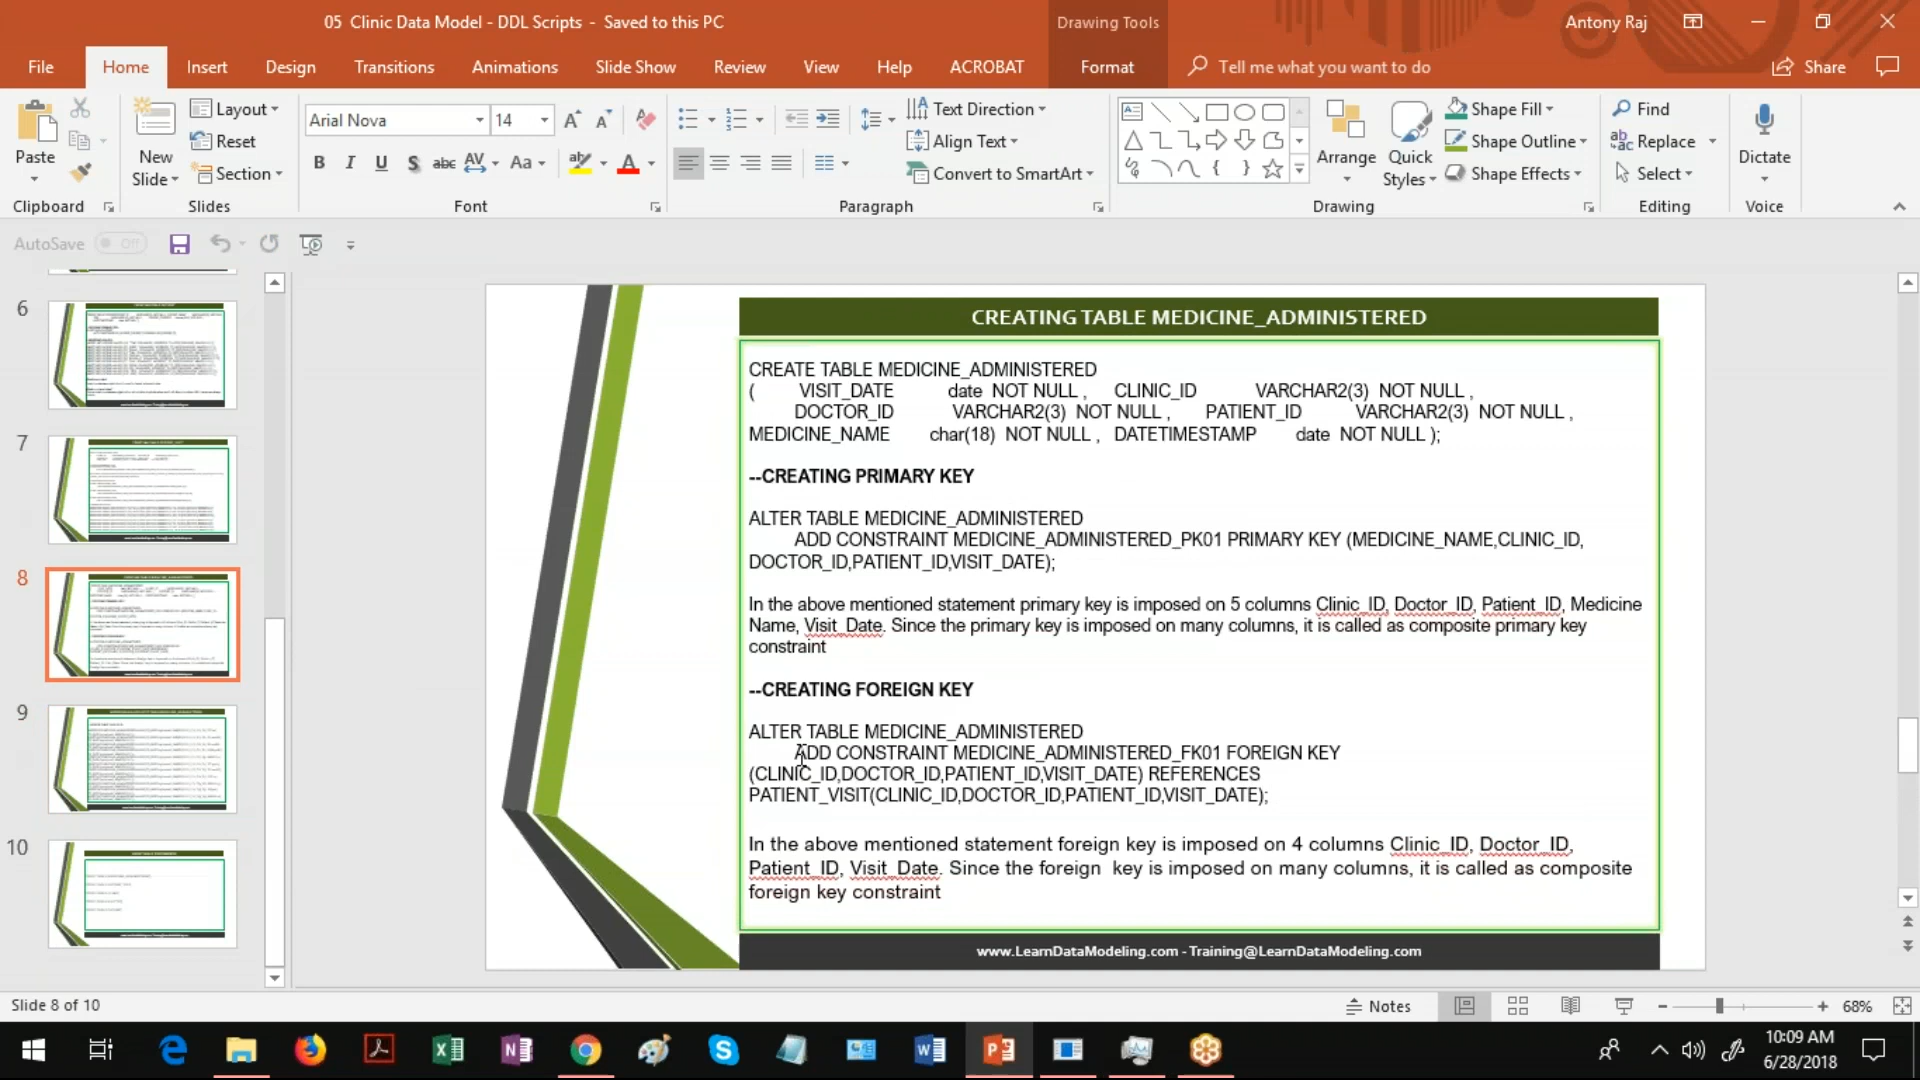 05 Clinic Data Model - DDL Scripts - Saved to this PC
Drawing Tools
Antony Raj
File
Home
Insert
Design
Transitions
Animations
Slide Show
Review
View
Help
ACROBAT
Format
Tell me what you want to do
Share
Paste
New Slide
Layout
Reset
Section
Arial Nova
14
B I U S abc AV Aa
A
Text Direction
Align Text
Convert to SmartArt
Arrange
Quick Styles
Shape Fill
Shape Outline
Shape Effects
Find
Replace
Select
Dictate
Clipboard
Slides
Font
Paragraph
Drawing
Editing
Voice
AutoSave Off
6
7
8
9
10
CREATING TABLE MEDICINE_ADMINISTERED
CREATE TABLE MEDICINE_ADMINISTERED
( VISIT_DATE date NOT NULL , CLINIC_ID VARCHAR2(3) NOT NULL ,
DOCTOR_ID VARCHAR2(3) NOT NULL , PATIENT_ID VARCHAR2(3) NOT NULL ,
MEDICINE_NAME char(18) NOT NULL , DATETIMESTAMP date NOT NULL );
--CREATING PRIMARY KEY
ALTER TABLE MEDICINE_ADMINISTERED
ADD CONSTRAINT MEDICINE_ADMINISTERED_PK01 PRIMARY KEY (MEDICINE_NAME,CLINIC_ID,
DOCTOR_ID,PATIENT_ID,VISIT_DATE);
In the above mentioned statement primary key is imposed on 5 columns Clinic_ID, Doctor_ID, Patient_ID, Medicine
Name, Visit_Date. Since the primary key is imposed on many columns, it is called as composite primary key
constraint
--CREATING FOREIGN KEY
ALTER TABLE MEDICINE_ADMINISTERED
ADD CONSTRAINT MEDICINE_ADMINISTERED_FK01 FOREIGN KEY
(CLINIC_ID,DOCTOR_ID,PATIENT_ID,VISIT_DATE) REFERENCES
PATIENT_VISIT(CLINIC_ID,DOCTOR_ID,PATIENT_ID,VISIT_DATE);
In the above mentioned statement foreign key is imposed on 4 columns Clinic_ID, Doctor_ID,
Patient_ID, Visit_Date. Since the foreign key is imposed on many columns, it is called as composite
foreign key constraint
www.LearnDataModeling.com - Training@LearnDataModeling.com
Slide 8 of 10
Notes
68%
10:09 AM
6/28/2018